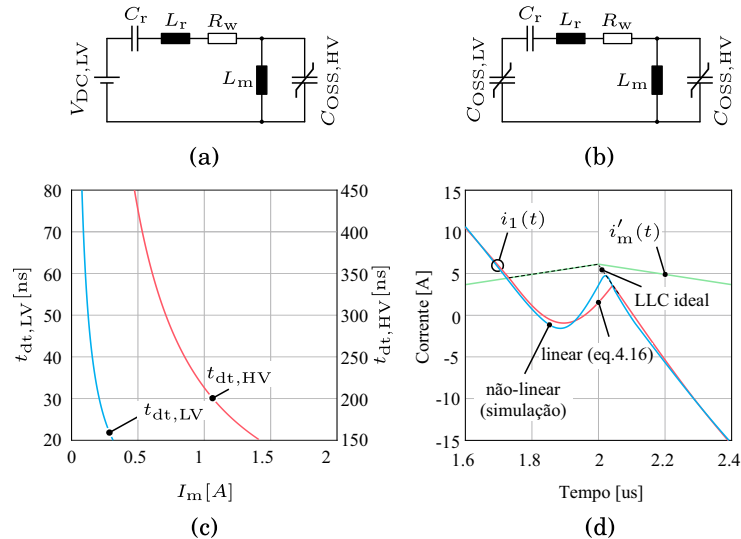 (a)
C_r
L_r
R_w
V_DC,LV
L_m
C_OSS,HV
(b)
C_r
L_r
R_w
C_OSS,LV
L_m
C_OSS,HV
80
70
60
50
40
30
20
t_dt,LV [ns]
450
400
350
300
250
200
150
t_dt,HV [ns]
t_dt,HV
t_dt,LV
0
0.5
1
1.5
2
I_m [A]
(c)
15
10
5
0
-5
-10
-15
Corrente [A]
i_1(t)
i'_m(t)
LLC ideal
linear (eq.4.16)
não-linear
(simulação)
1.6
1.8
2
2.2
2.4
Tempo [us]
(d)